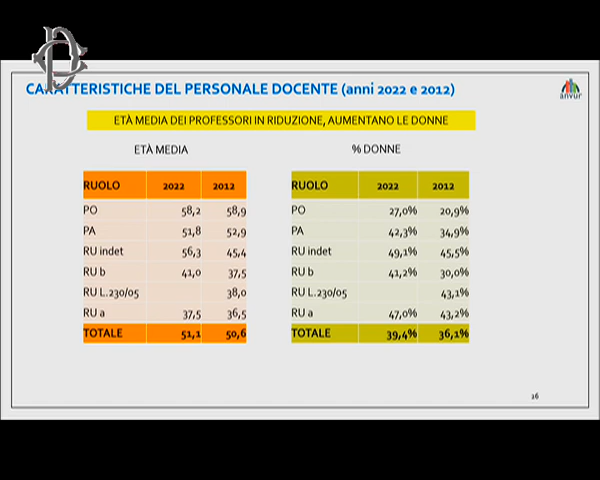 CARATTERISTICHE DEL PERSONALE DOCENTE (anni 2022 e 2012)
anvur
ETÀ MEDIA DEI PROFESSORI IN RIDUZIONE, AUMENTANO LE DONNE
ETÀ MEDIA
RUOLO 2022 2012
PO 58,2 58,9
PA 51,8 52,9
RU indet 56,3 45,4
RU b 41,0 37,5
RU L.230/05 38,0
RU a 37,5 36,5
TOTALE 51,1 50,6
% DONNE
RUOLO 2022 2012
PO 27,0% 20,9%
PA 42,3% 34,9%
RU indet 49,1% 45,5%
RU b 41,2% 30,0%
RU L.230/05 43,1%
RU a 47,0% 43,2%
TOTALE 39,4% 36,1%
26